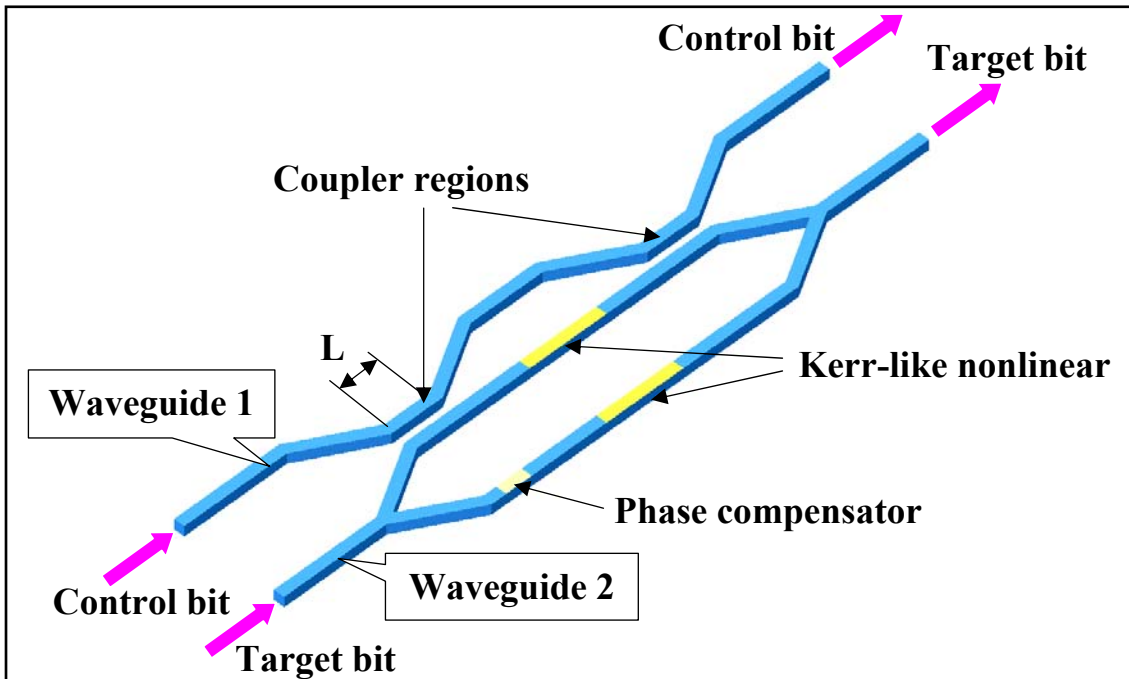 Control bit
Target bit
Coupler regions
L
Waveguide 1
Kerr-like nonlinear
Phase compensator
Waveguide 2
Control bit
Target bit